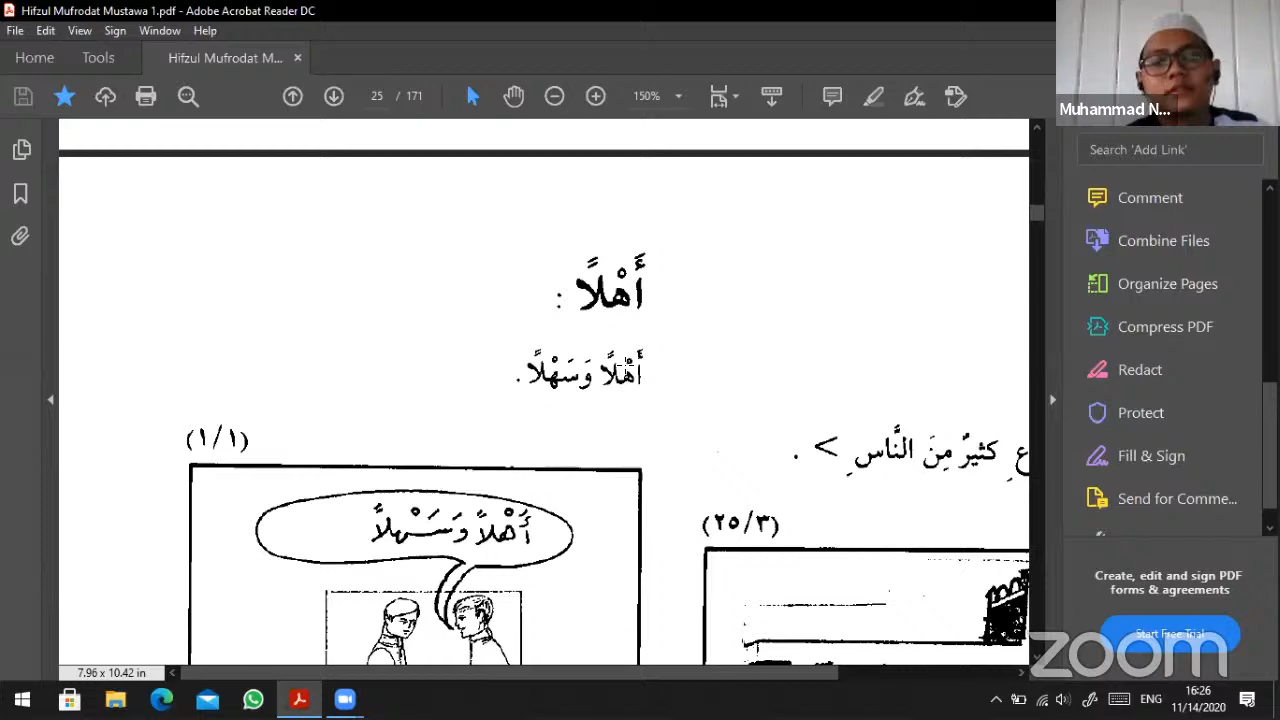 Hifzul Mufrodat Mustawa 1.pdf - Adobe Acrobat Reader DC
File Edit View Sign Window Help
Home Tools Hifzul Mufrodat M... ×
25 / 171 150%
Muhammad N...
Search 'Add Link'
Comment
Combine Files
Organize Pages
Compress PDF
Redact
Protect
Fill & Sign
Send for Comme...
Create, edit and sign PDF
forms & agreements
Start Free Trial
أَهْلاً :
أَهْلاً وَسَهْلاً .
(١/١)
أَهْلاً وَسَهْلاً
عِ كثيرٌ مِنَ النَّاسِ > .
(٢٥/٣)
7.96 x 10.42 in
zoom
ENG
16:26
11/14/2020